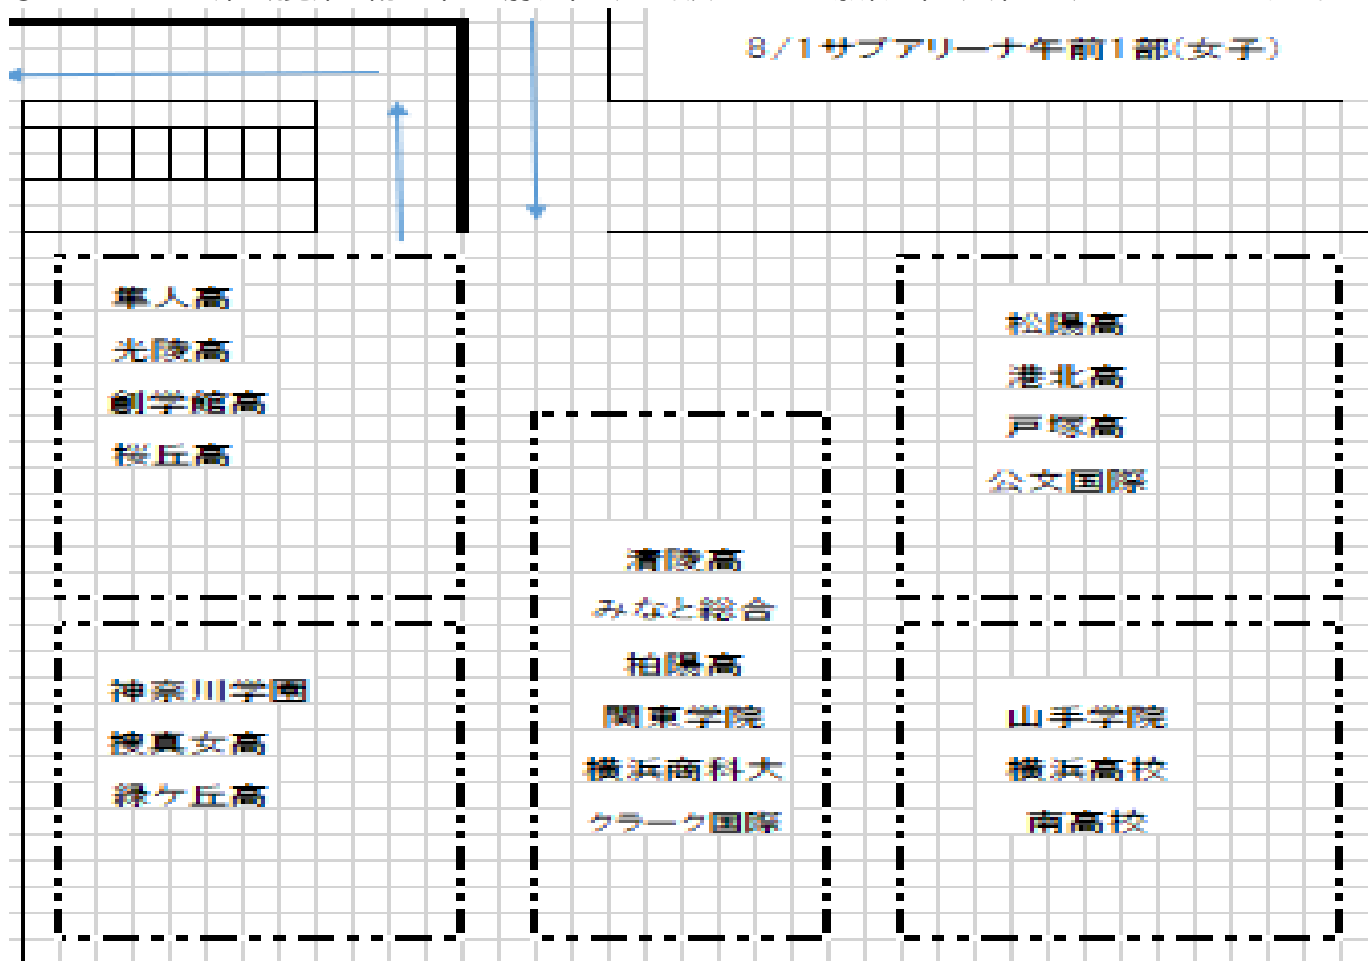 8/1サブアリーナ午前1部(女子)
隼人高
光陵高
創学館高
桜丘高
松陽高
港北高
戸塚高
公文国際
清陵高
みなと総合
柏陽高
関東学院
横浜商科大
クラーク国際
神奈川学園
捜真女高
緑ケ丘高
山手学院
横浜高校
南高校